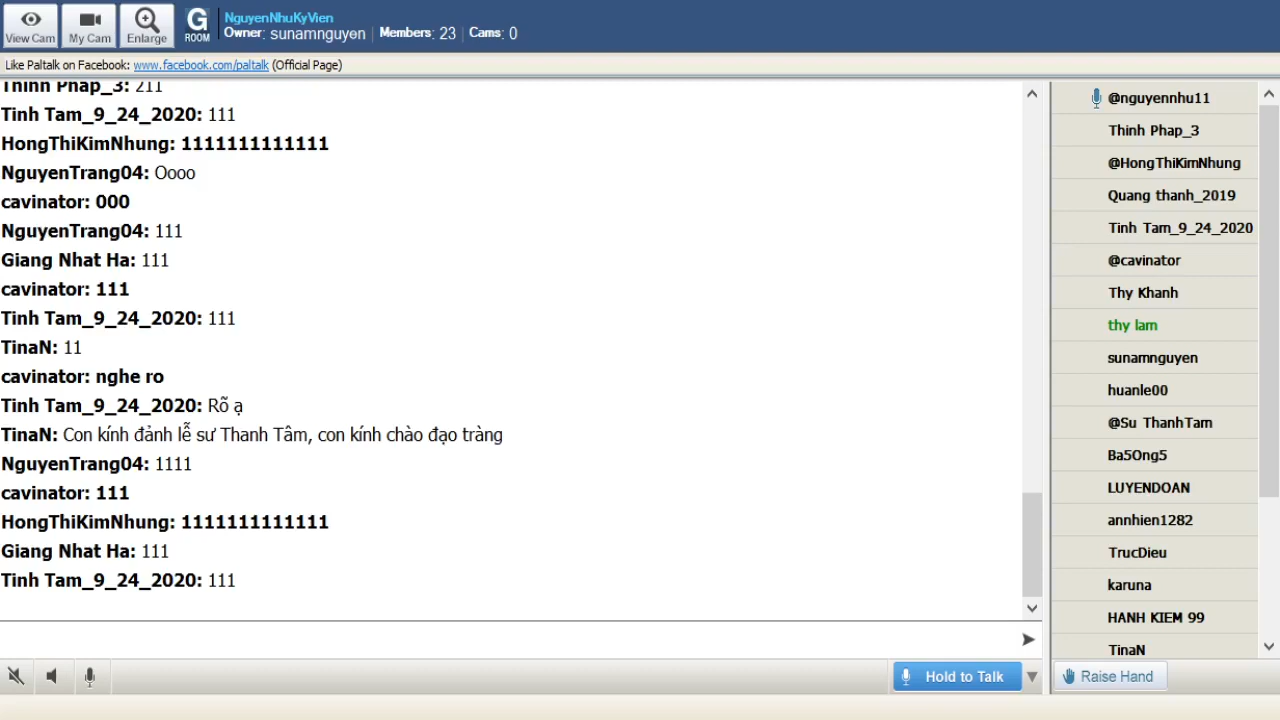 View Cam
My Cam
Enlarge
G
ROOM
NguyenNhuKyVien
Owner: sunamnguyen | Members: 23 | Cams: 0
Like Paltalk on Facebook: www.facebook.com/paltalk (Official Page)
Thinh Phap_3: 211
Tinh Tam_9_24_2020: 111
HongThiKimNhung: 1111111111111
NguyenTrang04: Oooo
cavinator: 000
NguyenTrang04: 111
Giang Nhat Ha: 111
cavinator: 111
Tinh Tam_9_24_2020: 111
TinaN: 11
cavinator: nghe ro
Tinh Tam_9_24_2020: Rõ ạ
TinaN: Con kính đảnh lễ sư Thanh Tâm, con kính chào đạo tràng
NguyenTrang04: 1111
cavinator: 111
HongThiKimNhung: 1111111111111
Giang Nhat Ha: 111
Tinh Tam_9_24_2020: 111
@nguyennhu11
Thinh Phap_3
@HongThiKimNhung
Quang thanh_2019
Tinh Tam_9_24_2020
@cavinator
Thy Khanh
thy lam
sunamnguyen
huanle00
@Su ThanhTam
Ba5Ong5
LUYENDOAN
annhien1282
TrucDieu
karuna
HANH KIEM 99
TinaN
Hold to Talk
Raise Hand